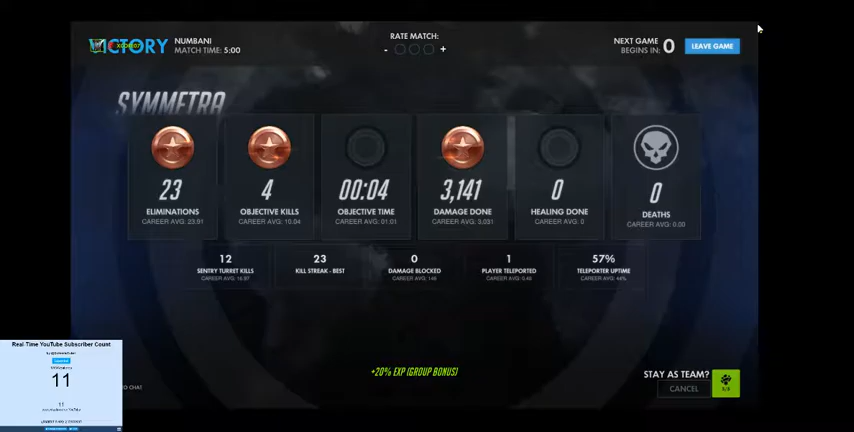 VICTORY
NUMBANI
MATCH TIME: 5:00
RATE MATCH:
- +
NEXT GAME
BEGINS IN: 0
LEAVE GAME
SYMMETRA
23
ELIMINATIONS
CAREER AVG: 23.91
4
OBJECTIVE KILLS
CAREER AVG: 10.04
00:04
OBJECTIVE TIME
CAREER AVG: 01:01
3,141
DAMAGE DONE
CAREER AVG: 3,031
0
HEALING DONE
CAREER AVG: 0
0
DEATHS
CAREER AVG: 0.00
12
SENTRY TURRET KILLS
23
KILL STREAK - BEST
0
DAMAGE BLOCKED
1
PLAYER TELEPORTED
57%
TELEPORTER UPTIME
+20% EXP (GROUP BONUS)
STAY AS TEAM?
CANCEL
Real-Time YouTube Subscriber Count
11
11
O CHAT